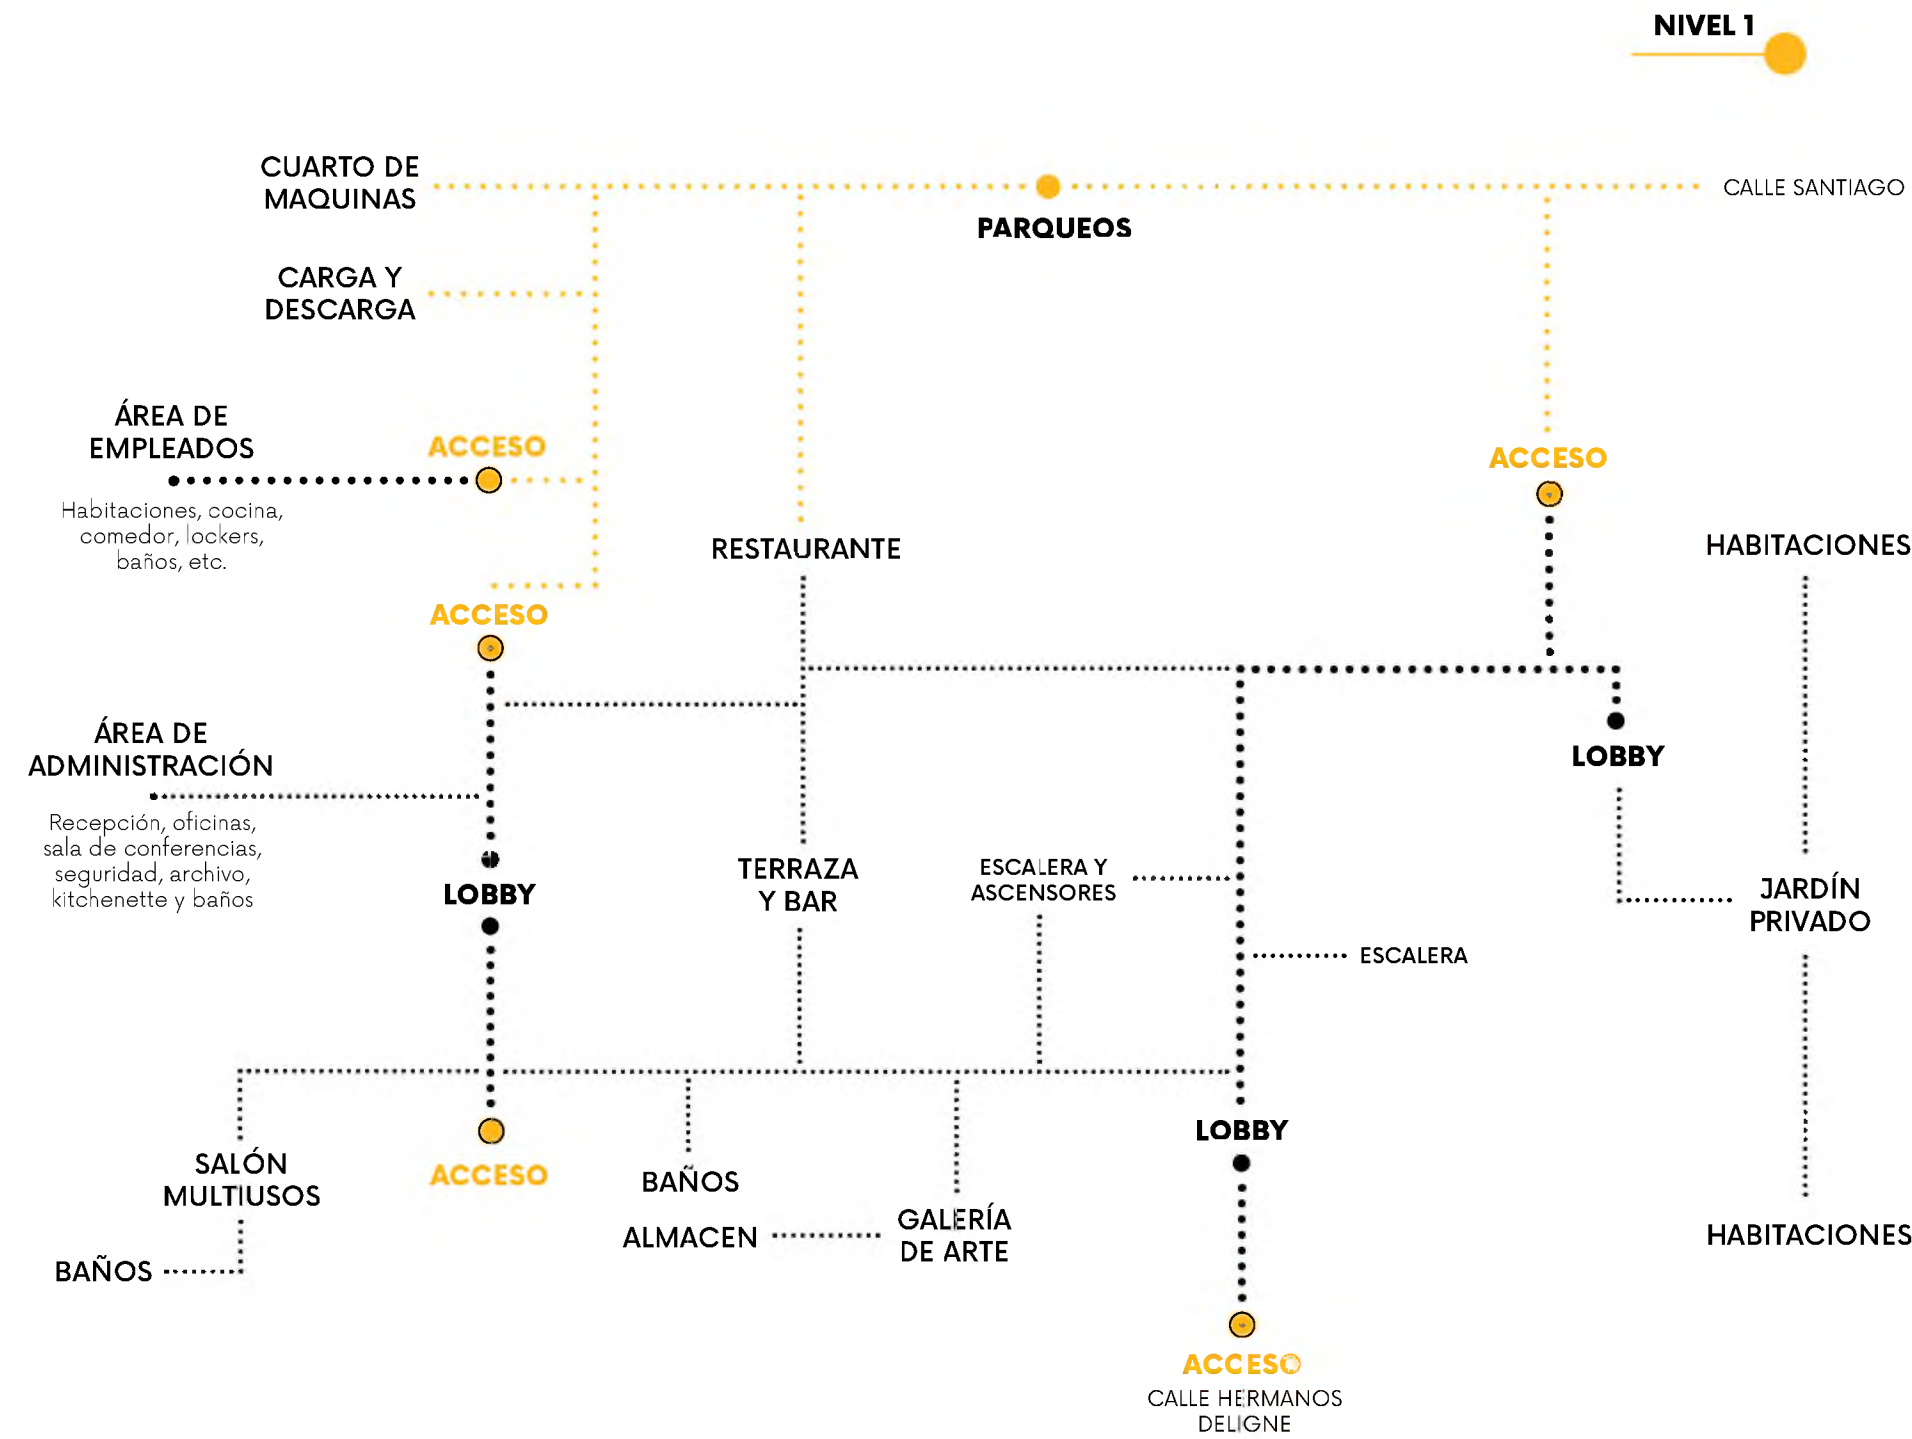 NIVEL 1
CUARTO DE
MAQUINAS
PARQUEOS
CALLE SANTIAGO
CARGA Y
DESCARGA
ÁREA DE
EMPLEADOS
Habitaciones, cocina,
comedor, lockers,
baños, etc.
ACCESO
ACCESO
RESTAURANTE
HABITACIONES
ACCESO
ÁREA DE
ADMINISTRACIÓN
Recepción, oficinas,
sala de conferencias,
seguridad, archivo,
kitchenette y baños
LOBBY
LOBBY
TERRAZA
Y BAR
ESCALERA Y
ASCENSORES
JARDÍN
PRIVADO
ESCALERA
SALÓN
MULTIUSOS
ACCESO
BAÑOS
LOBBY
ALMACEN
GALERÍA
DE ARTE
HABITACIONES
BAÑOS
ACCESO
CALLE HERMANOS
DELIGNE